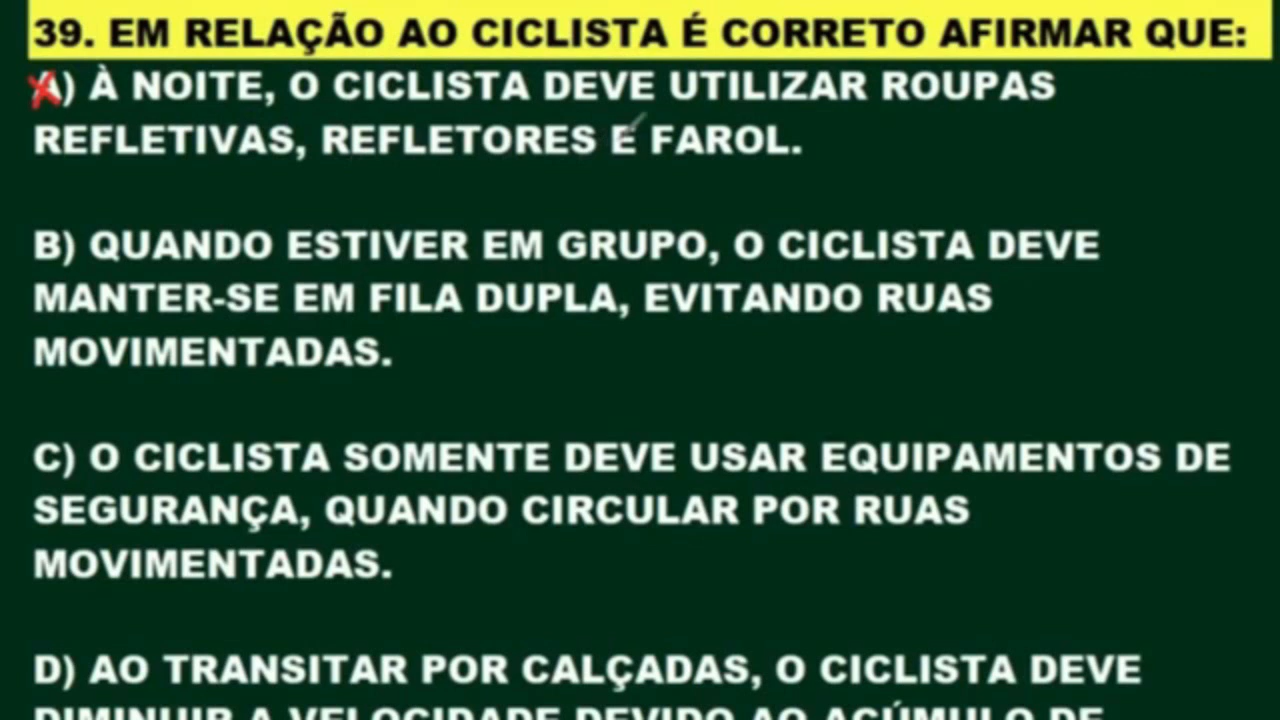 39. EM RELAÇÃO AO CICLISTA É CORRETO AFIRMAR QUE:
A) À NOITE, O CICLISTA DEVE UTILIZAR ROUPAS
REFLETIVAS, REFLETORES E FAROL.
B) QUANDO ESTIVER EM GRUPO, O CICLISTA DEVE
MANTER-SE EM FILA DUPLA, EVITANDO RUAS
MOVIMENTADAS.
C) O CICLISTA SOMENTE DEVE USAR EQUIPAMENTOS DE
SEGURANÇA, QUANDO CIRCULAR POR RUAS
MOVIMENTADAS.
D) AO TRANSITAR POR CALÇADAS, O CICLISTA DEVE
DIMINUIR A VELOCIDADE DEVIDO AO ACÚMULO DE